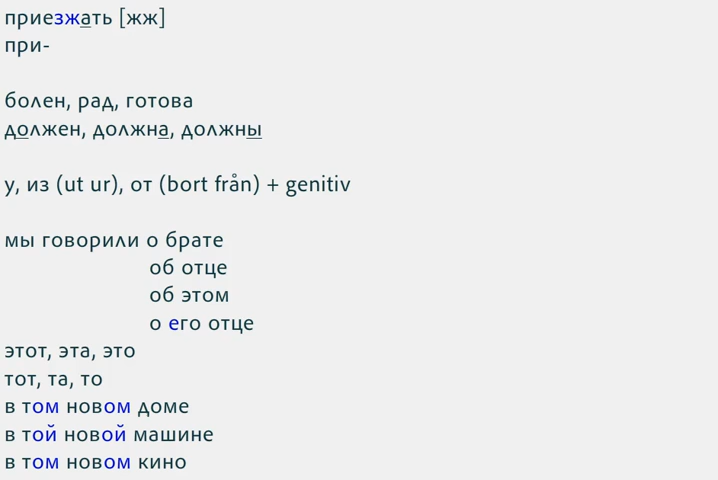 приезжать [жж]
при-
болен, рад, готова
должен, должна, должны
у, из (ut ur), от (bort från) + genitiv
мы говорили о брате
об отце
об этом
о его отце
этот, эта, это
тот, та, то
в том новом доме
в той новой машине
в том новом кино